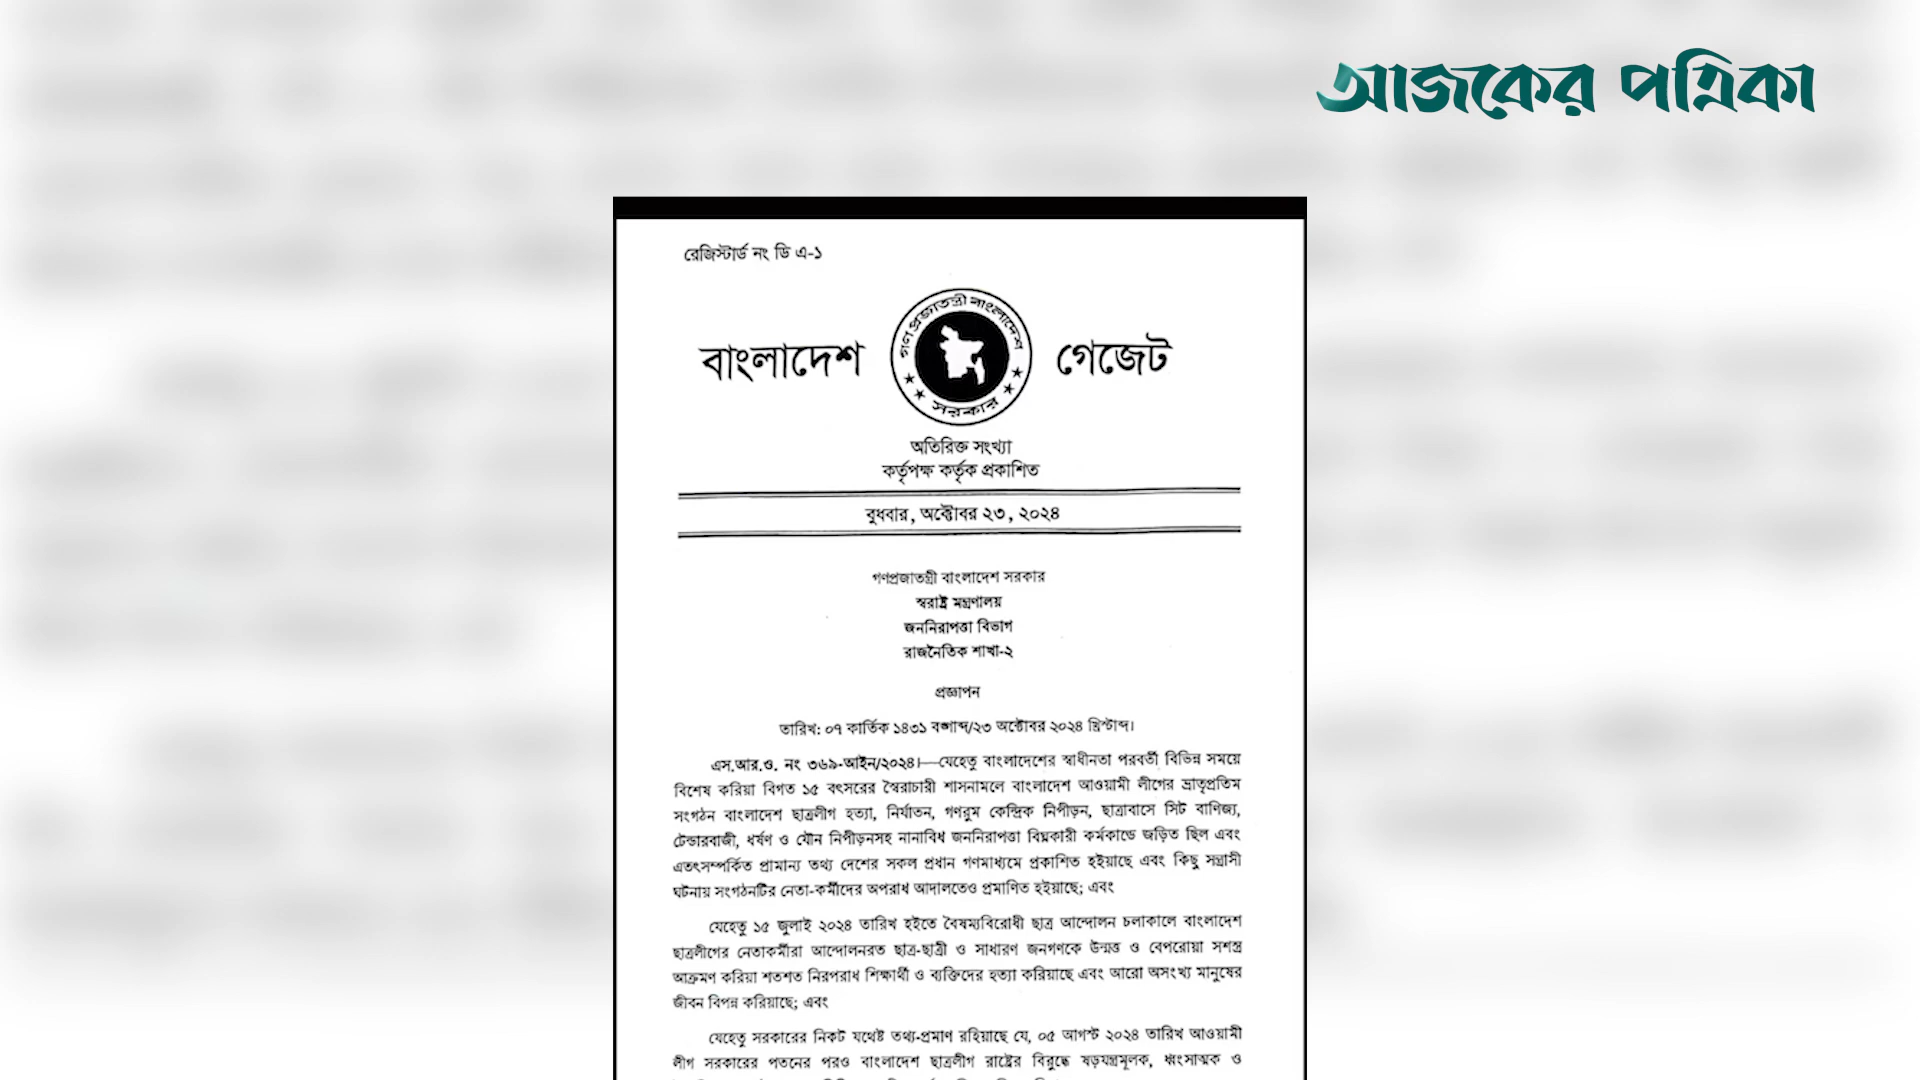 আজকের পত্রিকা
রেজিস্টার্ড নং ডি এ-১
বাংলাদেশ গেজেট
গণপ্রজাতন্ত্রী বাংলাদেশ
সরকার
অতিরিক্ত সংখ্যা
কর্তৃপক্ষ কর্তৃক প্রকাশিত
বুধবার, অক্টোবর ২৩, ২০২৪
গণপ্রজাতন্ত্রী বাংলাদেশ সরকার
স্বরাষ্ট্র মন্ত্রণালয়
জননিরাপত্তা বিভাগ
রাজনৈতিক শাখা-২
প্রজ্ঞাপন
তারিখ: ০৭ কার্তিক ১৪৩১ বঙ্গাব্দ/২৩ অক্টোবর ২০২৪ খ্রিস্টাব্দ।
এস.আর.ও. নং ৩৬৯-আইন/২০২৪।—যেহেতু বাংলাদেশের স্বাধীনতা পরবর্তী বিভিন্ন সময়ে
বিশেষ করিয়া বিগত ১৫ বৎসরের স্বৈরাচারী শাসনামলে বাংলাদেশ আওয়ামী লীগের ভ্রাতৃপ্রতিম
সংগঠন বাংলাদেশ ছাত্রলীগ হত্যা, নির্যাতন, গণরুম কেন্দ্রিক নিপীড়ন, ছাত্রাবাসে সিট বাণিজ্য,
টেন্ডারবাজী, ধর্ষণ ও যৌন নিপীড়নসহ নানাবিধ জননিরাপত্তা বিঘ্নকারী কর্মকান্ডে জড়িত ছিল এবং
এতৎসম্পর্কিত প্রামান্য তথ্য দেশের সকল প্রধান গণমাধ্যমে প্রকাশিত হইয়াছে এবং কিছু সন্ত্রাসী
ঘটনায় সংগঠনটির নেতা-কর্মীদের অপরাধ আদালতেও প্রমাণিত হইয়াছে; এবং
যেহেতু ১৫ জুলাই ২০২৪ তারিখ হইতে বৈষম্যবিরোধী ছাত্র আন্দোলন চলাকালে বাংলাদেশ
ছাত্রলীগের নেতাকর্মীরা আন্দোলনরত ছাত্র-ছাত্রী ও সাধারণ জনগণকে উন্মত্ত ও বেপরোয়া সশস্ত্র
আক্রমণ করিয়া শতশত নিরপরাধ শিক্ষার্থী ও ব্যক্তিদের হত্যা করিয়াছে এবং আরো অসংখ্য মানুষের
জীবন বিপন্ন করিয়াছে; এবং
যেহেতু সরকারের নিকট যথেষ্ট তথ্য-প্রমাণ রহিয়াছে যে, ০৫ আগস্ট ২০২৪ তারিখ আওয়ামী
লীগ সরকারের পতনের পরও বাংলাদেশ ছাত্রলীগ রাষ্ট্রের বিরুদ্ধে ষড়যন্ত্রমূলক, ধ্বংসাত্মক ও